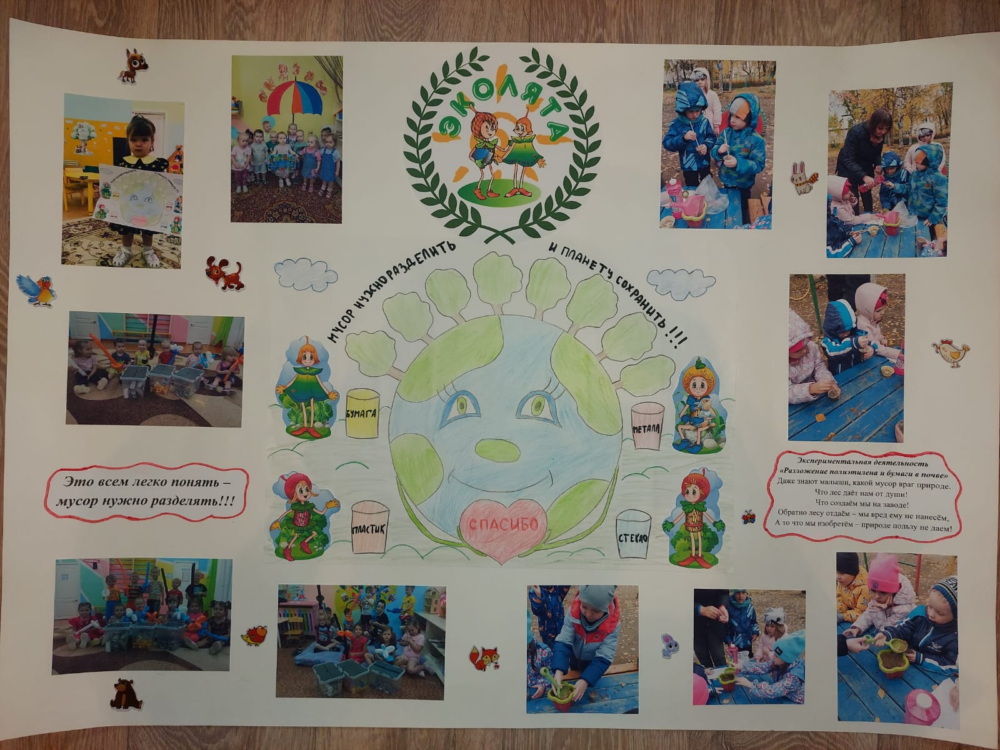 ЭКОЛЯТА
МУСОР НУЖНО РАЗДЕЛИТЬ
И ПЛАНЕТУ СОХРАНИТЬ !!!
БУМАГА
МЕТАЛЛ
ПЛАСТИК
СТЕКЛО
СПАСИБО
Это всем легко понять –
мусор нужно разделять!!!
Экспериментальная деятельность
«Разложение полиэтилена и бумаги в почве»
Даже знают малыши, какой мусор враг природе.
Что лес даёт нам от души!
Что создаём мы на заводе!
Обратно лесу отдаём – мы вред ему не нанесём,
А то что мы изобретём – природе пользу не даем!